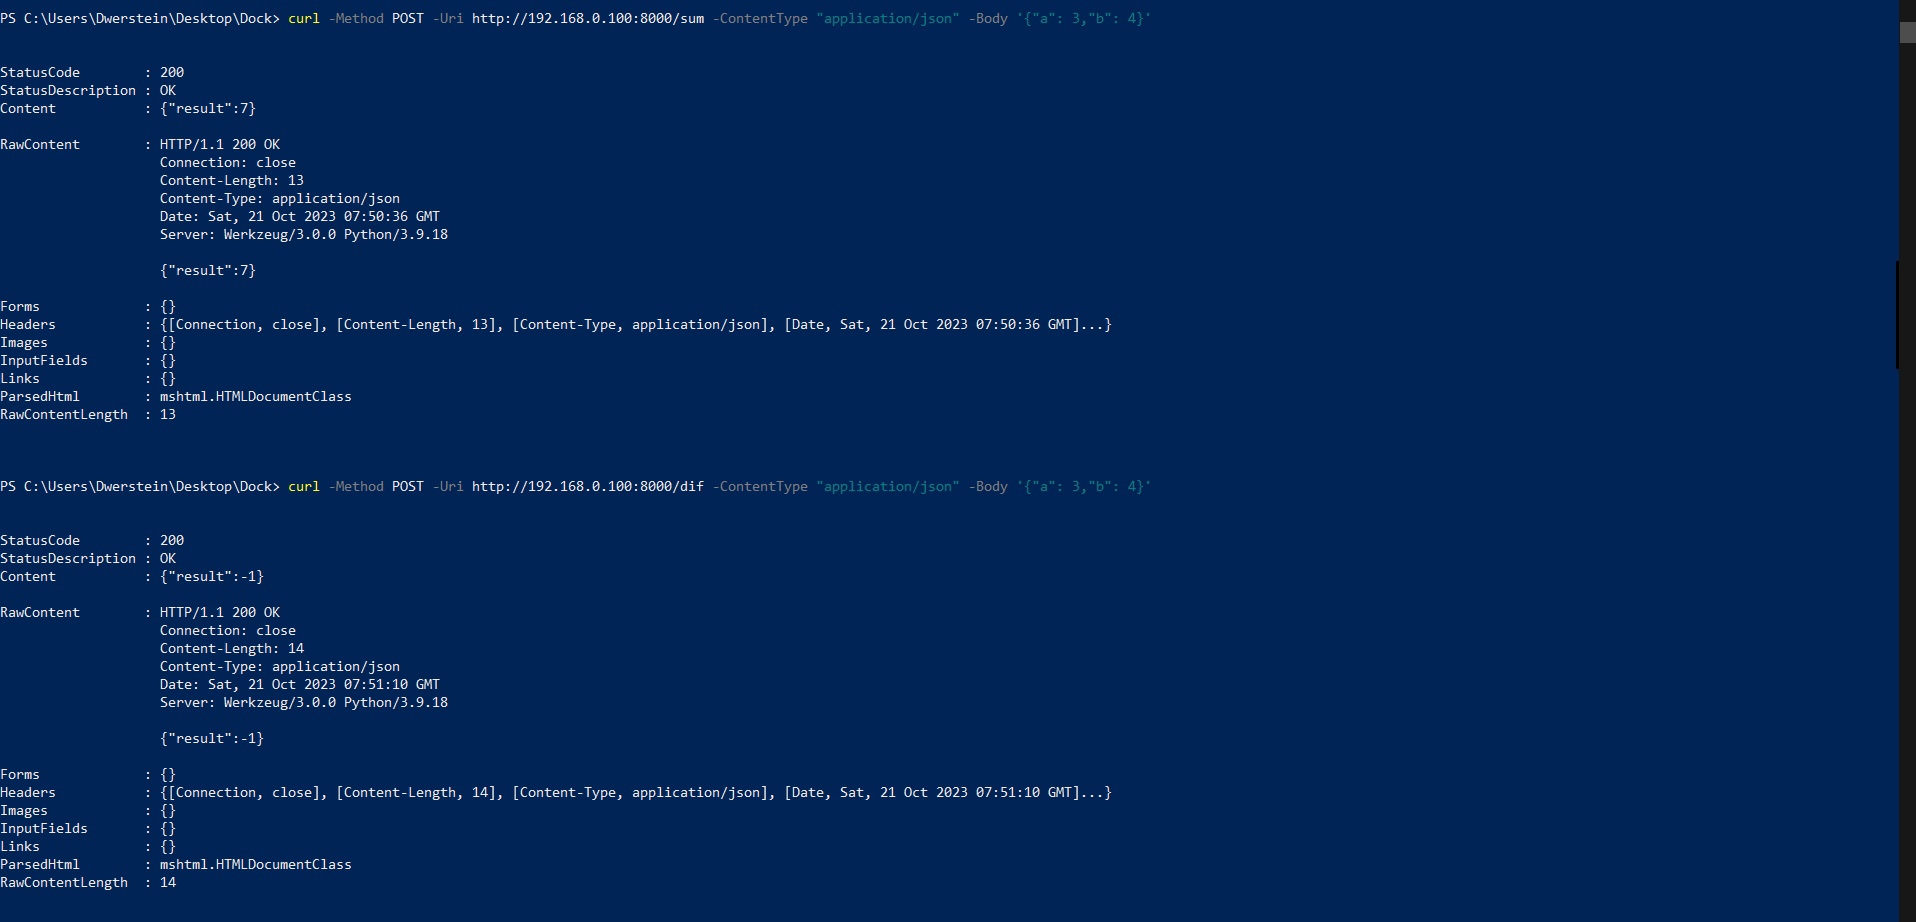 PS C:\Users\Dwerstein\Desktop\Dock> curl -Method POST -Uri http://192.168.0.100:8000/sum -ContentType "application/json" -Body '{"a": 3,"b": 4}'
StatusCode : 200
StatusDescription : OK
Content : {"result":7}
RawContent : HTTP/1.1 200 OK
Connection: close
Content-Length: 13
Content-Type: application/json
Date: Sat, 21 Oct 2023 07:50:36 GMT
Server: Werkzeug/3.0.0 Python/3.9.18
{"result":7}
Forms : {}
Headers : {[Connection, close], [Content-Length, 13], [Content-Type, application/json], [Date, Sat, 21 Oct 2023 07:50:36 GMT]...}
Images : {}
InputFields : {}
Links : {}
ParsedHtml : mshtml.HTMLDocumentClass
RawContentLength : 13
PS C:\Users\Dwerstein\Desktop\Dock> curl -Method POST -Uri http://192.168.0.100:8000/dif -ContentType "application/json" -Body '{"a": 3,"b": 4}'
StatusCode : 200
StatusDescription : OK
Content : {"result":-1}
RawContent : HTTP/1.1 200 OK
Connection: close
Content-Length: 14
Content-Type: application/json
Date: Sat, 21 Oct 2023 07:51:10 GMT
Server: Werkzeug/3.0.0 Python/3.9.18
{"result":-1}
Forms : {}
Headers : {[Connection, close], [Content-Length, 14], [Content-Type, application/json], [Date, Sat, 21 Oct 2023 07:51:10 GMT]...}
Images : {}
InputFields : {}
Links : {}
ParsedHtml : mshtml.HTMLDocumentClass
RawContentLength : 14